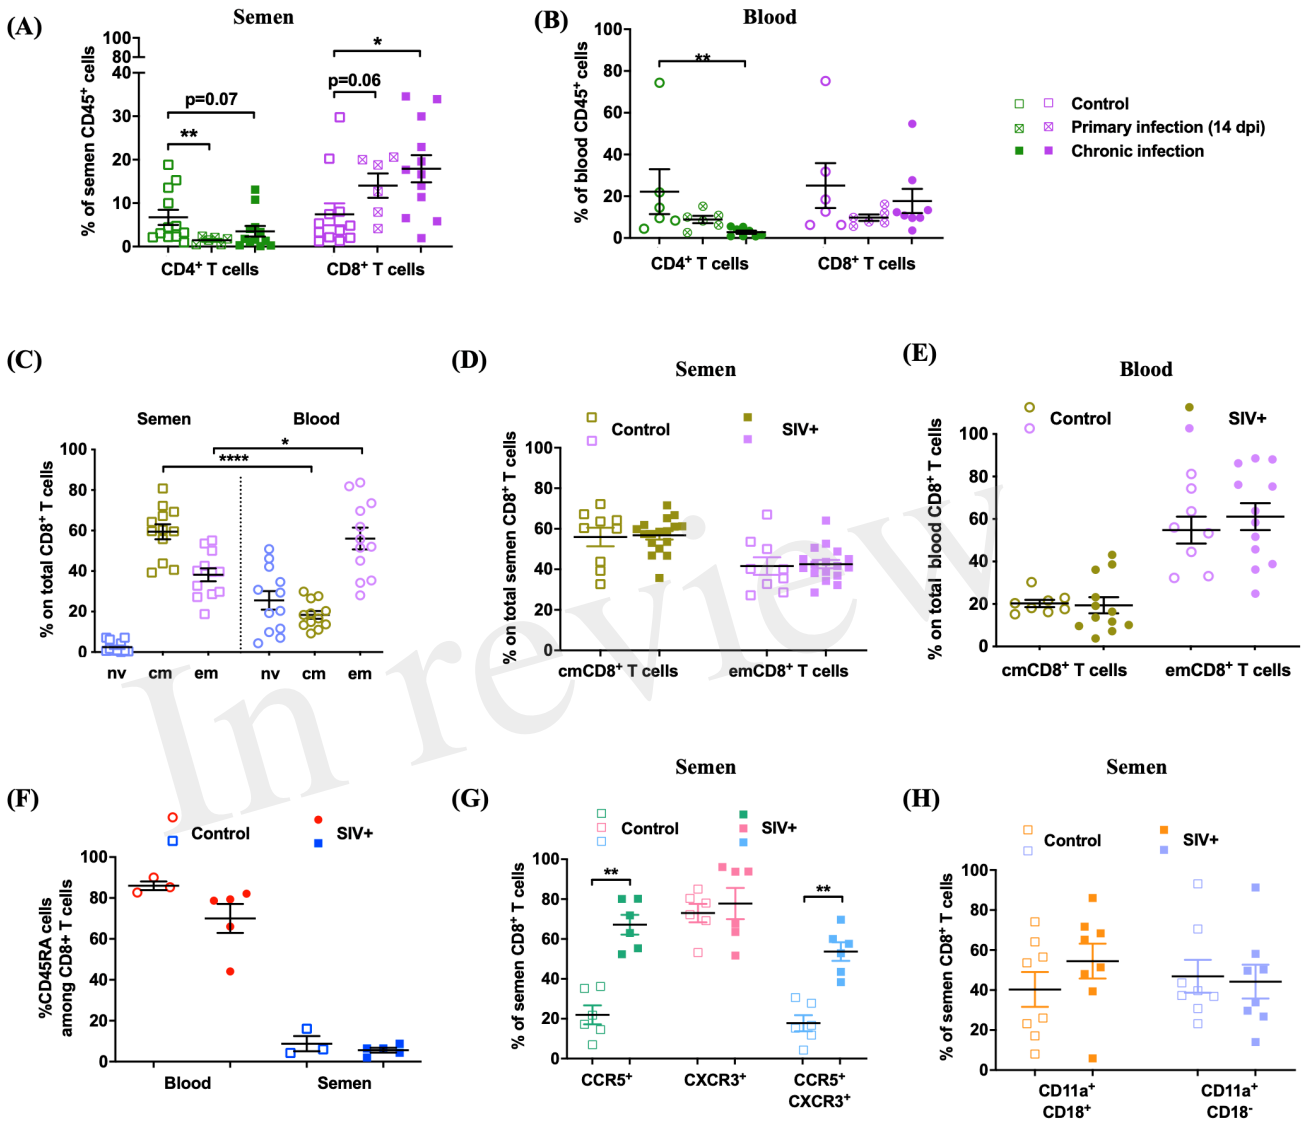 (A)
Semen
% of semen CD45+ cells
100
80
40
30
20
10
0
*
p=0.06
p=0.07
**
CD4+ T cells
CD8+ T cells
(B)
Blood
% of blood CD45+ cells
100
80
60
40
20
0
**
CD4+ T cells
CD8+ T cells
Control
Primary infection (14 dpi)
Chronic infection
(C)
Semen
Blood
% on total CD8+ T cells
100
80
60
40
20
0
*
****
nv
cm
em
nv
cm
em
(D)
Semen
Control
SIV+
% on total semen CD8+ T cells
100
80
60
40
20
0
cmCD8+ T cells
emCD8+ T cells
(E)
Blood
Control
SIV+
% on total blood CD8+ T cells
100
80
60
40
20
0
cmCD8+ T cells
emCD8+ T cells
(F)
Control
SIV+
%CD45RA cells
among CD8+ T cells
100
80
60
40
20
0
Blood
Semen
(G)
Semen
Control
SIV+
% of semen CD8+ T cells
100
80
60
40
20
0
**
**
CCR5+
CXCR3+
CCR5+
CXCR3+
(H)
Semen
Control
SIV+
% of semen CD8+ T cells
100
80
60
40
20
0
CD11a+
CD18+
CD11a+
CD18-
In review